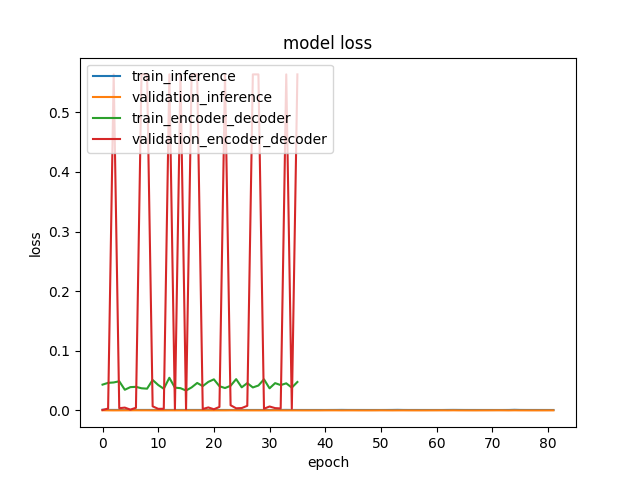 model loss
train_inference
validation_inference
train_encoder_decoder
validation_encoder_decoder
loss
0.5
0.4
0.3
0.2
0.1
0.0
0 10 20 30 40 50 60 70 80
epoch